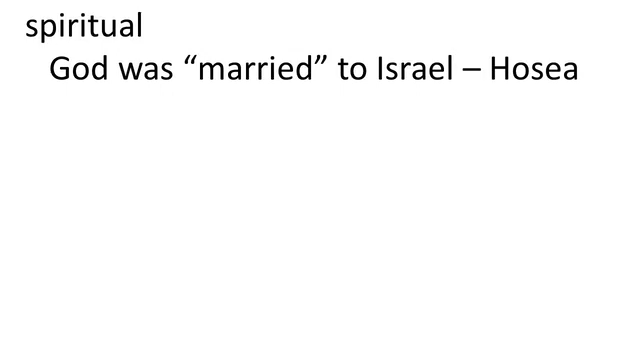 spiritual
God was “married” to Israel – Hosea